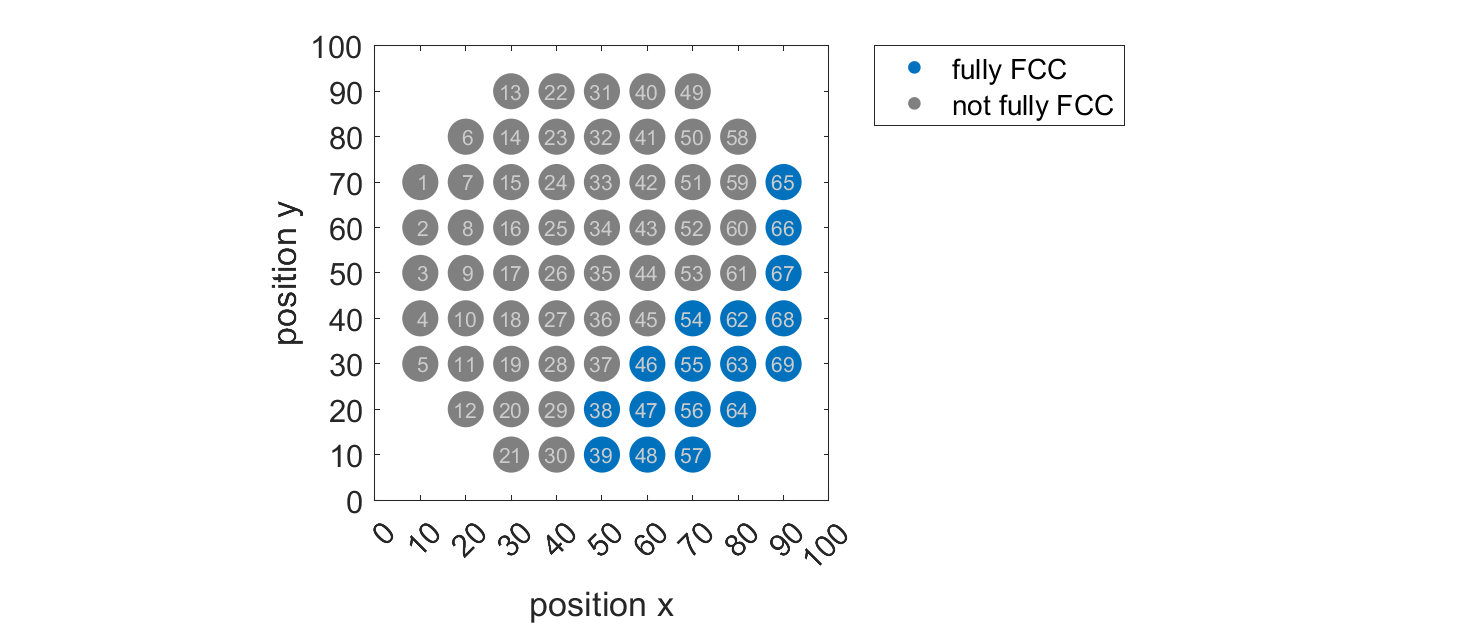 100
fully FCC
90
13 22 31 40 49
not fully FCC
80
6 14 23 32 41 50 58
70
1 7 15 24 33 42 51 59 65
60
2 8 16 25 34 43 52 60 66
50
3 9 17 26 35 44 53 61 67
40
4 10 18 27 36 45 54 62 68
30
5 11 19 28 37 46 55 63 69
20
12 20 29 38 47 56 64
10
21 30 39 48 57
0
position y
0 10 20 30 40 50 60 70 80 90 100
position x